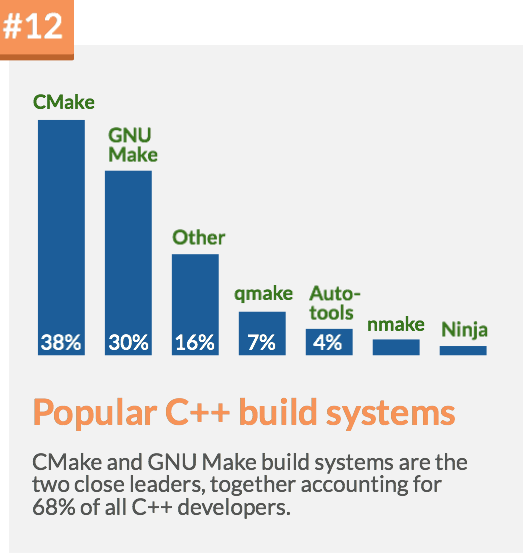 #12
CMake
GNU
Make
Other
qmake
Auto-
tools
nmake
Ninja
38%
30%
16%
7%
4%
Popular C++ build systems
CMake and GNU Make build systems are the
two close leaders, together accounting for
68% of all C++ developers.